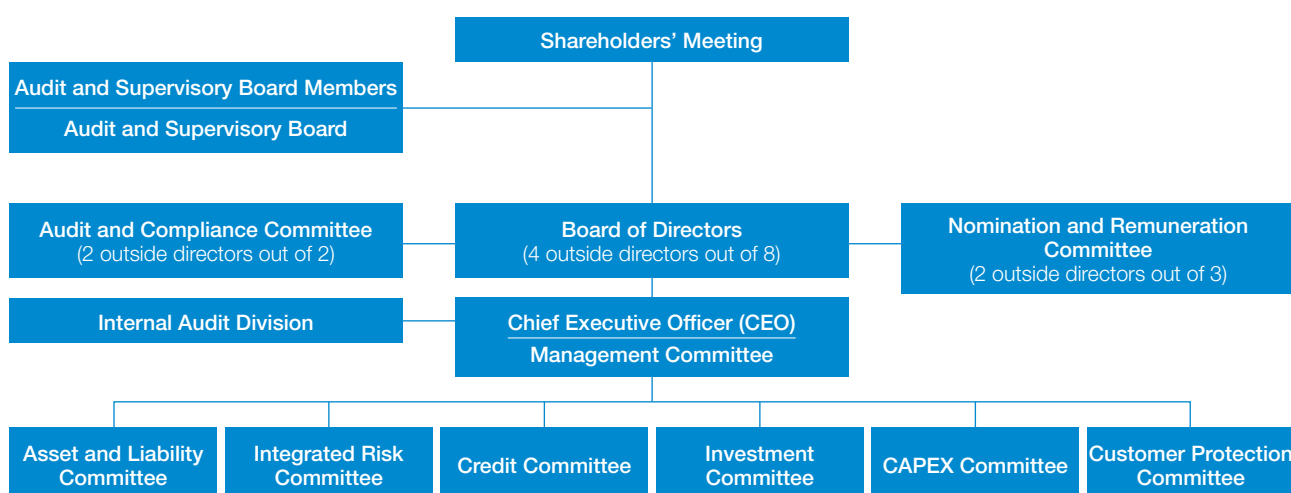 Shareholders’ Meeting
Audit and Supervisory Board Members
Audit and Supervisory Board
Audit and Compliance Committee
(2 outside directors out of 2)
Board of Directors
(4 outside directors out of 8)
Nomination and Remuneration
Committee
(2 outside directors out of 3)
Internal Audit Division
Chief Executive Officer (CEO)
Management Committee
Asset and Liability
Committee
Integrated Risk
Committee
Credit Committee
Investment
Committee
CAPEX Committee
Customer Protection
Committee